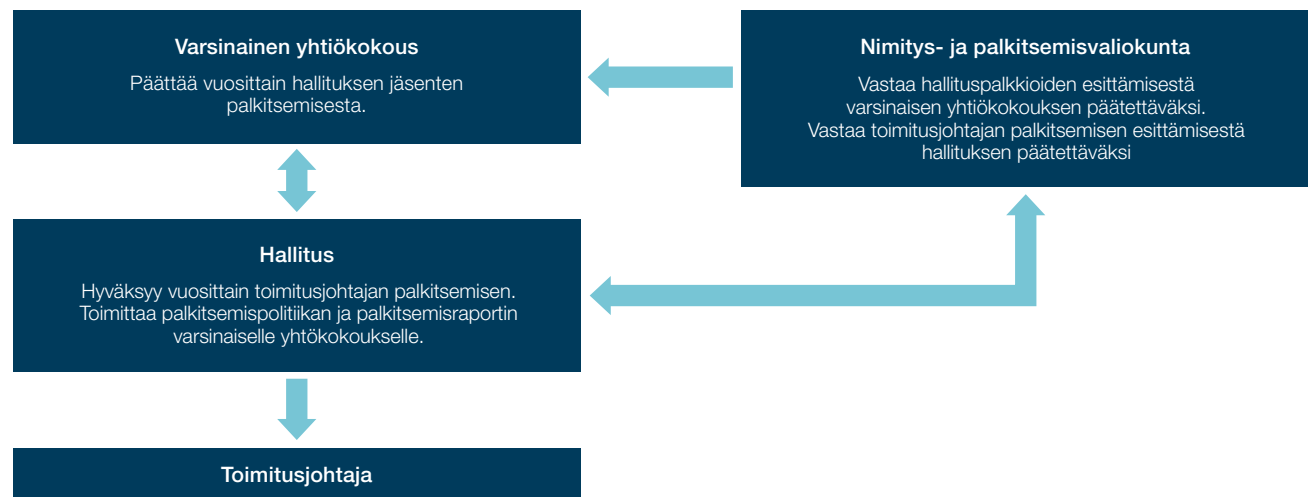 Varsinainen yhtiökokous
Päättää vuosittain hallituksen jäsenten
palkitsemisesta.
Nimitys- ja palkitsemisvaliokunta
Vastaa hallituspalkkioiden esittämisestä
varsinaisen yhtiökokouksen päätettäväksi.
Vastaa toimitusjohtajan palkitsemisen esittämisestä
hallituksen päätettäväksi
Hallitus
Hyväksyy vuosittain toimitusjohtajan palkitsemisen.
Toimittaa palkitsemispolitiikan ja palkitsemisraportin
varsinaiselle yhtökokoukselle.
Toimitusjohtaja